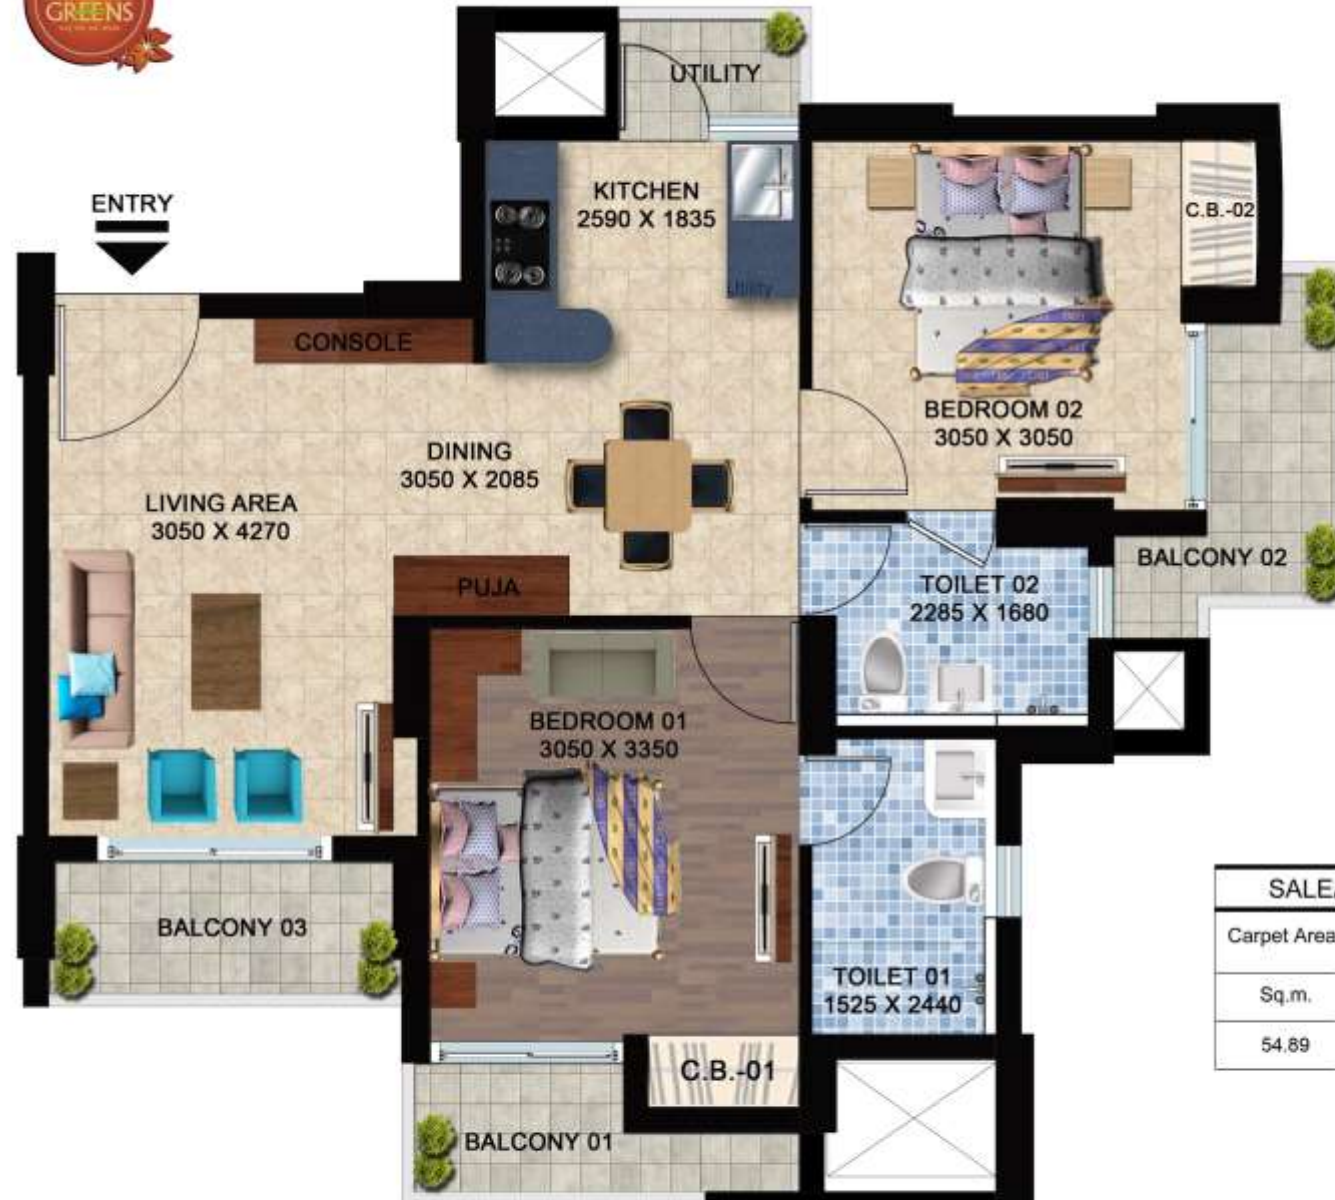 GREENS
UTILITY
KITCHEN
2590 X 1835
ENTRY
C.B.-02
Utility
CONSOLE
BEDROOM 02
3050 X 3050
DINING
3050 X 2085
LIVING AREA
3050 X 4270
BALCONY 02
TOILET 02
2285 X 1680
PUJA
BEDROOM 01
3050 X 3350
SALE
Carpet Area
BALCONY 03
TOILET 01
1525 X 2440
Sq.m.
54.89
C.B.-01
BALCONY 01